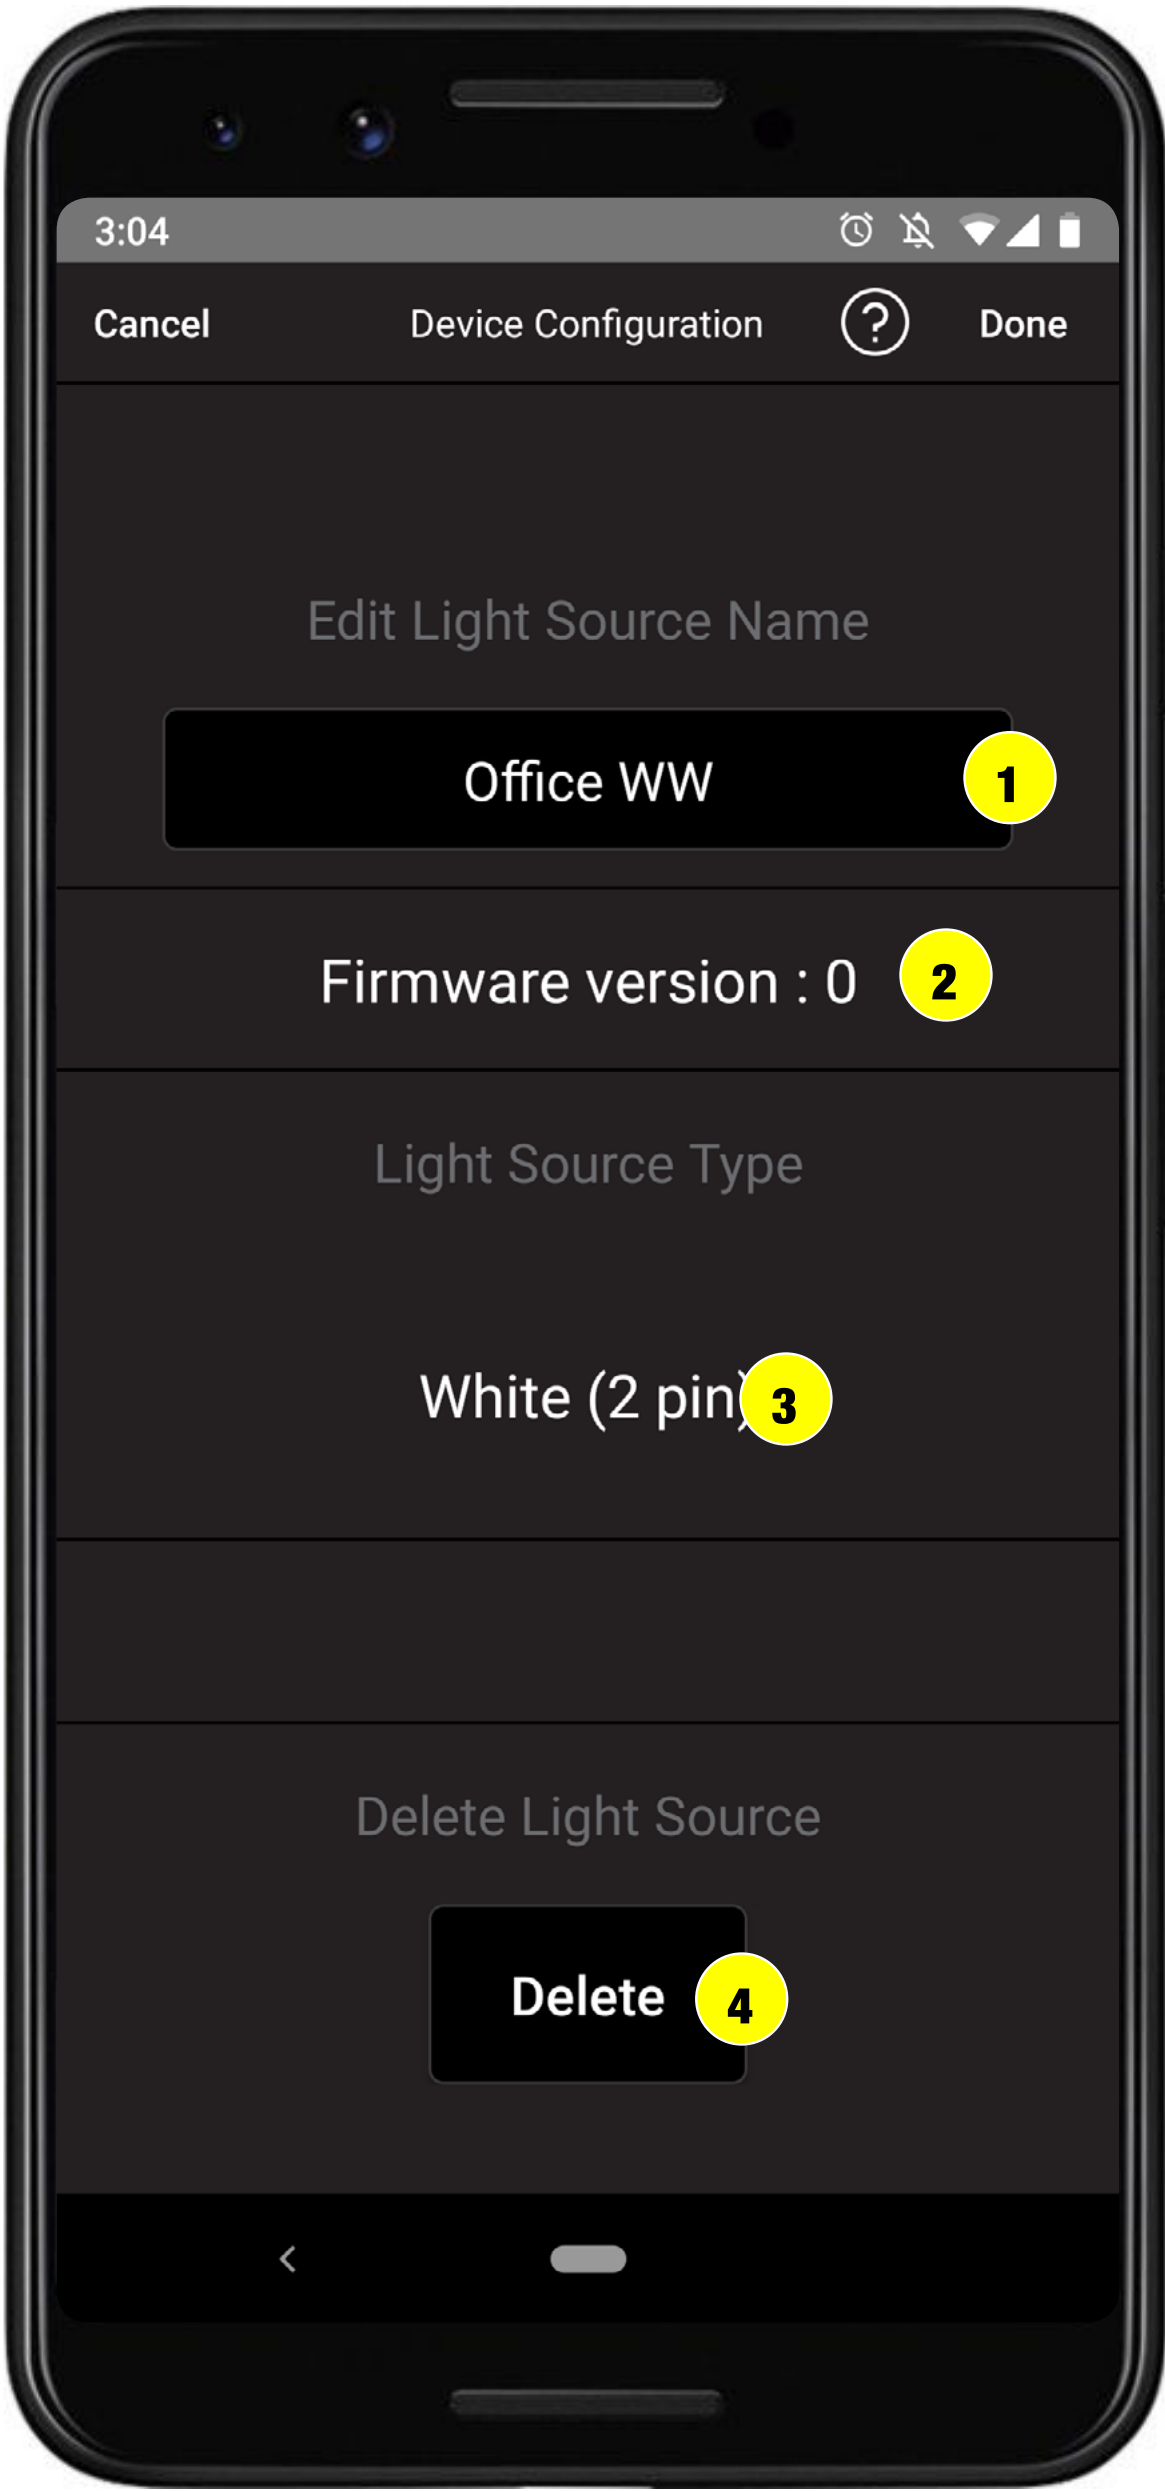 3:04
Cancel Device Configuration ? Done
Edit Light Source Name
Office WW 1
Firmware version : 0 2
Light Source Type
White (2 pin) 3
Delete Light Source
Delete 4